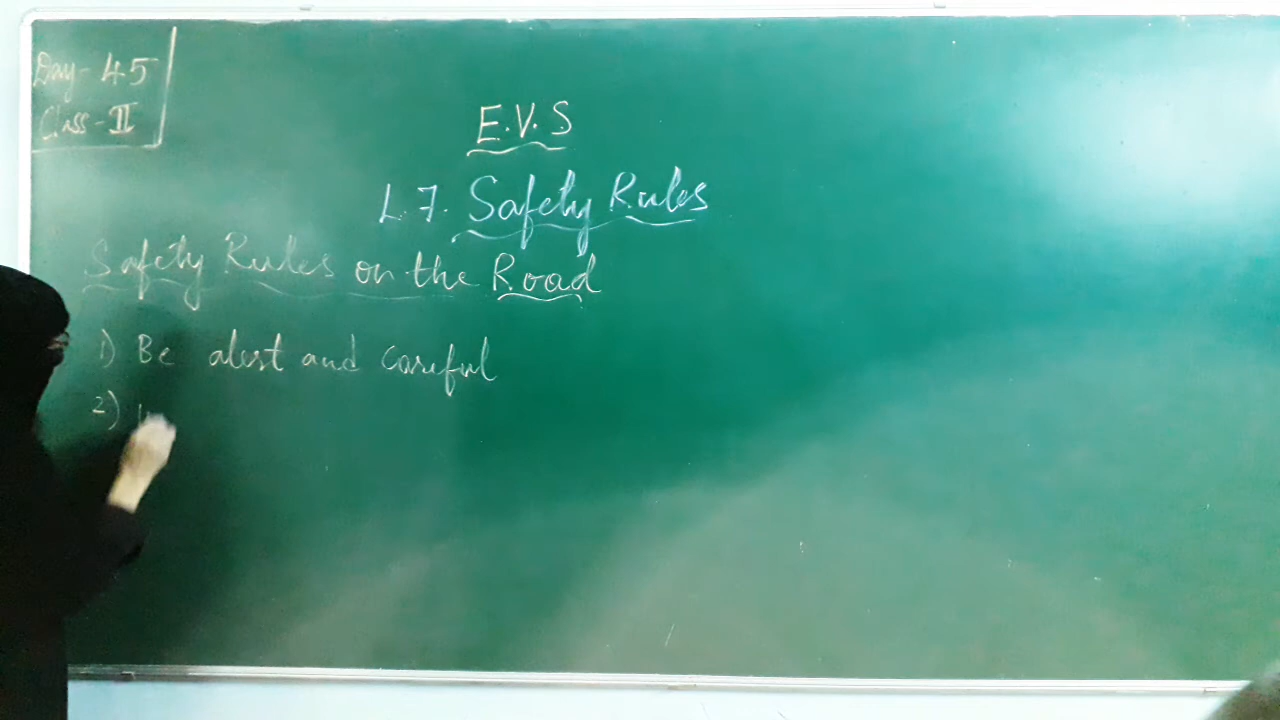 Day-45
Class-II
E.V.S
L.7. Safety Rules
Safety Rules on the Road
1) Be alert and careful
2)